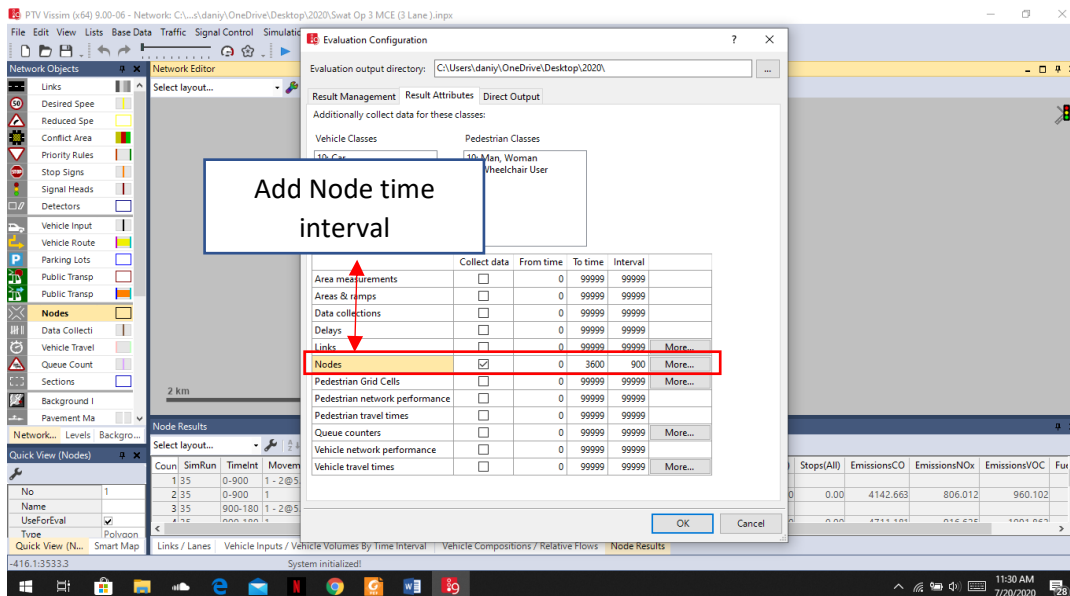 PTV Vissim (x64) 9.00-06 - Network: C:\...s\daniy\OneDrive\Desktop\2020\Swat Op 3 MCE (3 Lane ).inpx
File Edit View Lists Base Data Traffic Signal Control Simulatic
Network Objects
Links
Desired Spee
Reduced Spe
Conflict Area
Priority Rules
Stop Signs
Signal Heads
Detectors
Vehicle Input
Vehicle Route
Parking Lots
Public Transp
Public Transp
Nodes
Data Collecti
Vehicle Travel
Queue Count
Sections
Background I
Pavement Ma
Network... Levels Backgro...
Quick View (Nodes)
No 1
Name
UseForEval
Type Polygon
Quick View (N... Smart Map
-416.1:3533.3
Network Editor
Select layout...
2 km
Evaluation Configuration
Evaluation output directory: C:\Users\daniy\OneDrive\Desktop\2020\
...
Result Management Result Attributes Direct Output
Additionally collect data for these classes:
Vehicle Classes Pedestrian Classes
10: Car 10: Man, Woman
Wheelchair User
Add Node time
interval
Collect data From time To time Interval
Area measurements 0 99999 99999
Areas & ramps 0 99999 99999
Data collections 0 99999 99999
Delays 0 99999 99999
Links 0 99999 99999 More...
Nodes 0 3600 900 More...
Pedestrian Grid Cells 0 99999 99999 More...
Pedestrian network performance 0 99999 99999
Pedestrian travel times 0 99999 99999
Queue counters 0 99999 99999 More...
Vehicle network performance 0 99999 99999
Vehicle travel times 0 99999 99999 More...
OK Cancel
Node Results
Select layout...
Coun SimRun TimeInt Movem ) Stops(All) EmissionsCO EmissionsNOx EmissionsVOC Fue
1 35 0-900 1 - 2@5.
2 35 0-900 1 0 0.00 4142.663 806.012 960.102
3 35 900-180 1 - 2@5
Links / Lanes Vehicle Inputs / Vehicle Volumes By Time Interval Vehicle Compositions / Relative Flows Node Results
System initialized!
11:30 AM
7/20/2020
28